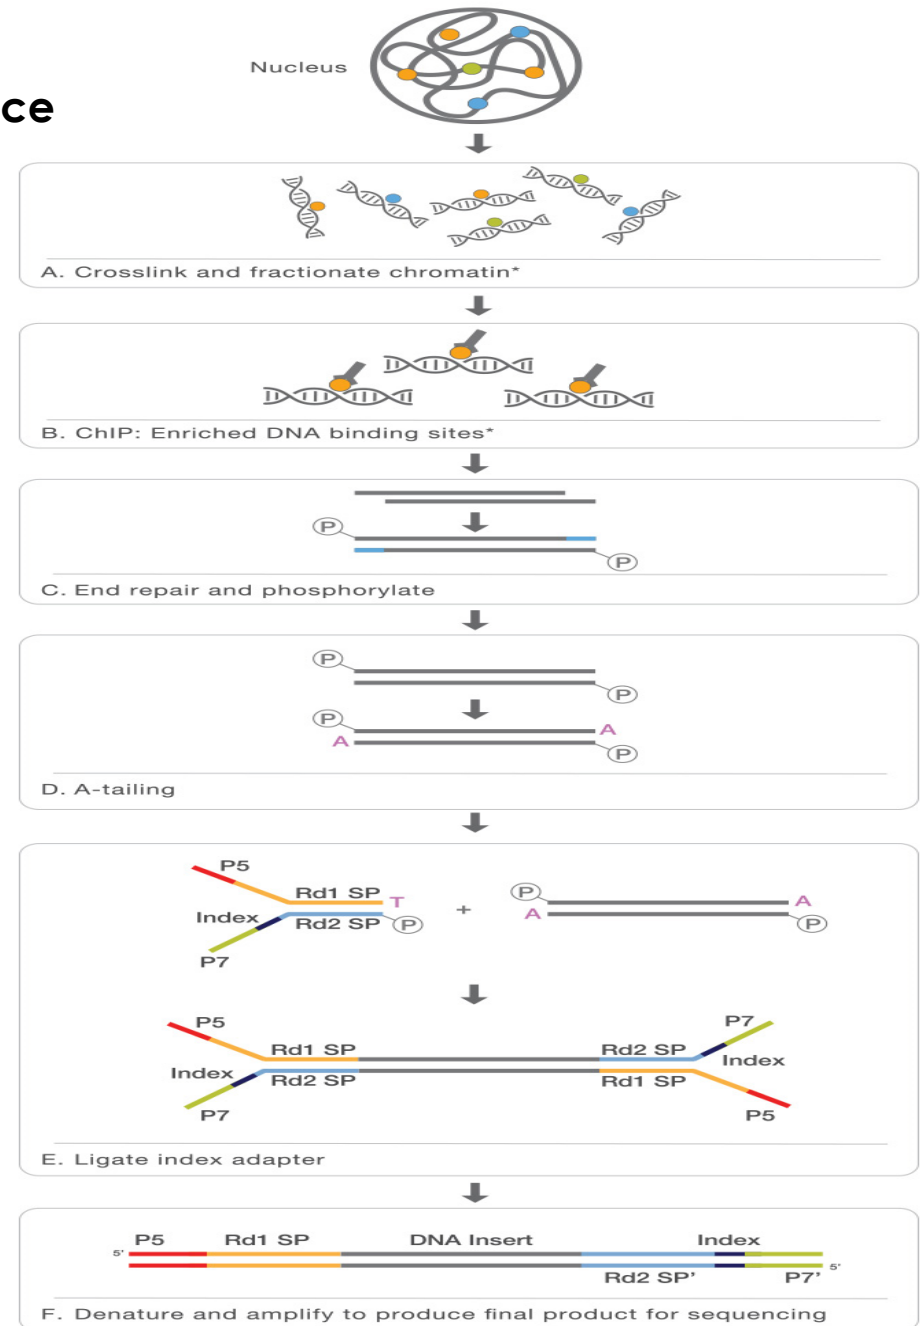 Nucleus
ce
A. Crosslink and fractionate chromatin*
B. ChIP: Enriched DNA binding sites*
P
P
C. End repair and phosphorylate
P
P
P
A
A
P
D. A-tailing
P5
Rd1 SP T
Index Rd2 SP P
P7
+
P A
A P
P5 P7
Rd1 SP Rd2 SP
Index Rd2 SP Rd1 SP Index
P7 P5
E. Ligate index adapter
P5 Rd1 SP DNA Insert Index
5'
5'
Rd2 SP' P7'
F. Denature and amplify to produce final product for sequencing